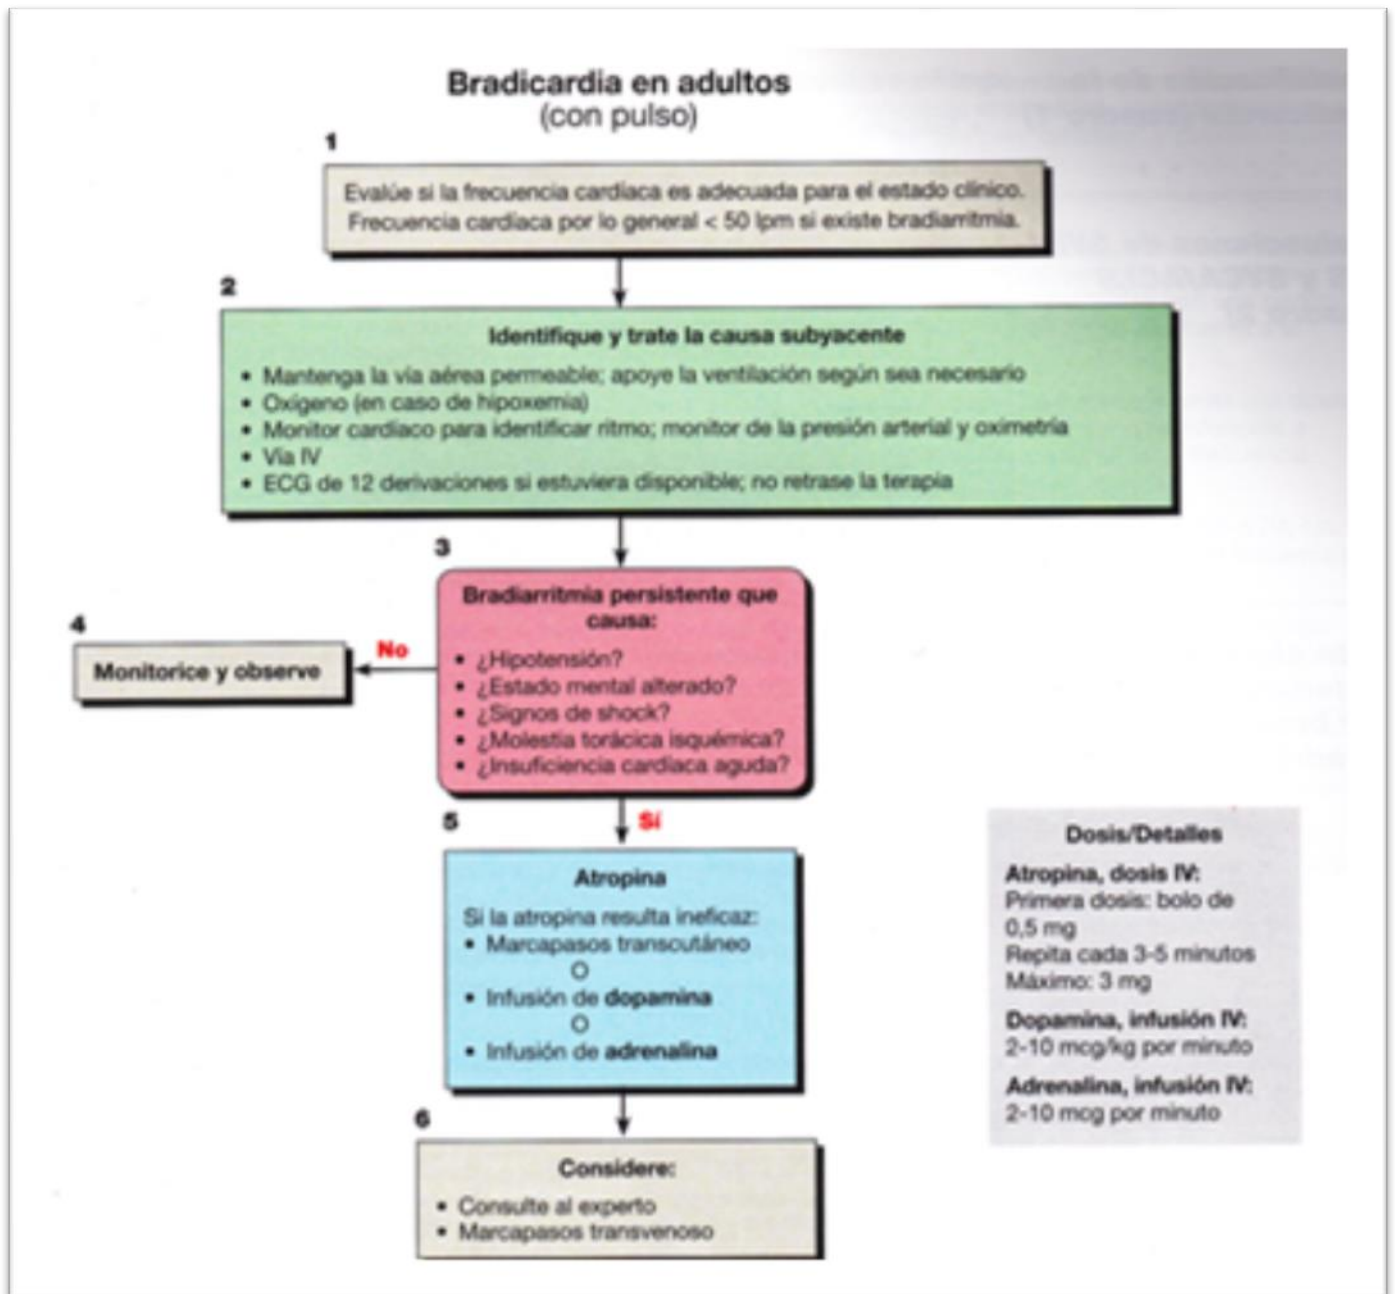 Bradicardia en adultos
(con pulso)
1
Evalúe si la frecuencia cardíaca es adecuada para el estado clínico.
Frecuencia cardíaca por lo general < 50 lpm si existe bradiarritmia.
2
Identifique y trate la causa subyacente
• Mantenga la vía aérea permeable; apoye la ventilación según sea necesario
• Oxígeno (en caso de hipoxemia)
• Monitor cardíaco para identificar ritmo; monitor de la presión arterial y oximetría
• Vía IV
• ECG de 12 derivaciones si estuviera disponible; no retrase la terapia
3
Bradiarritmia persistente que
causa:
• ¿Hipotensión?
• ¿Estado mental alterado?
• ¿Signos de shock?
• ¿Molestia torácica isquémica?
• ¿Insuficiencia cardíaca aguda?
No
4
Monitorice y observe
Sí
5
Atropina
Si la atropina resulta ineficaz:
• Marcapasos transcutáneo
O
• Infusión de dopamina
O
• Infusión de adrenalina
6
Considere:
• Consulte al experto
• Marcapasos transvenoso
Dosis/Detalles
Atropina, dosis IV:
Primera dosis: bolo de
0,5 mg
Repita cada 3-5 minutos
Máximo: 3 mg
Dopamina, infusión IV:
2-10 mcg/kg por minuto
Adrenalina, infusión IV:
2-10 mcg por minuto